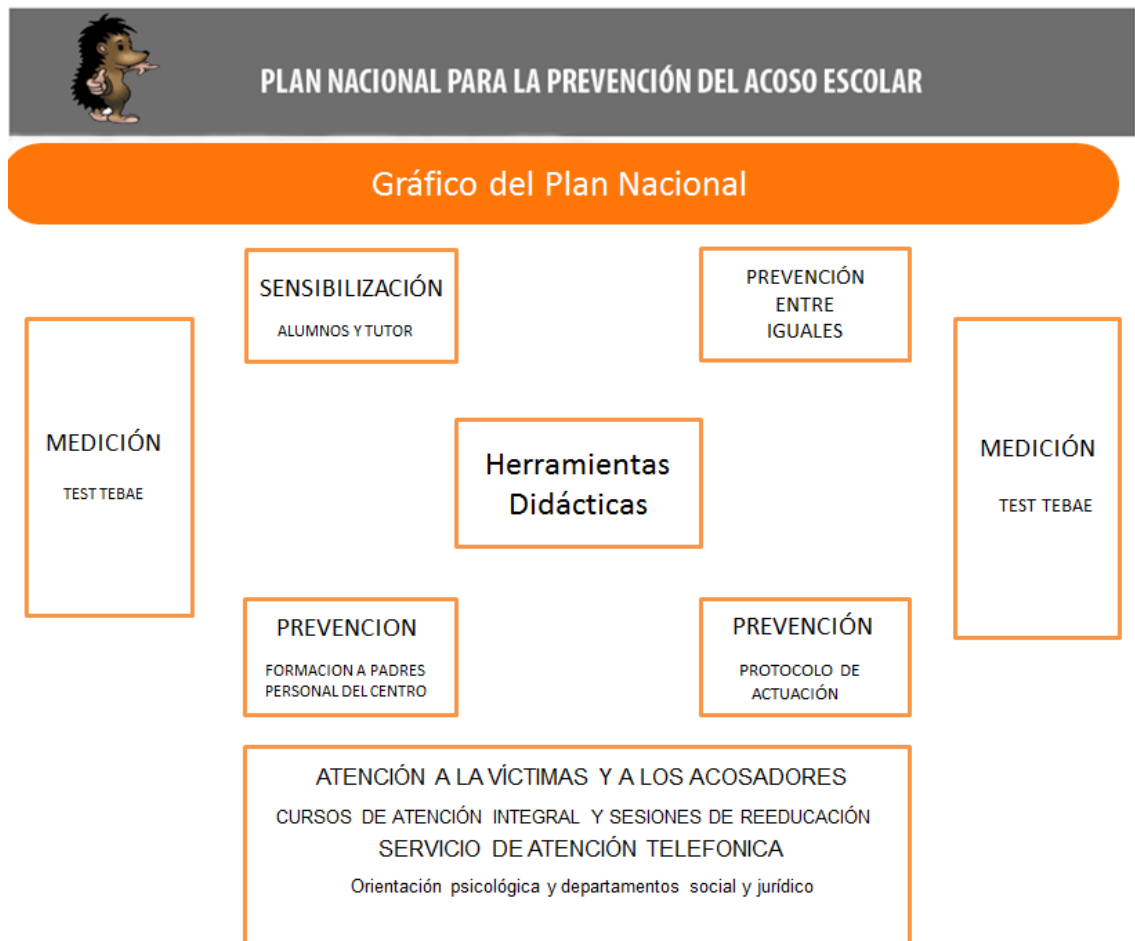 PLAN NACIONAL PARA LA PREVENCIÓN DEL ACOSO ESCOLAR
Gráfico del Plan Nacional
SENSIBILIZACIÓN
ALUMNOS Y TUTOR
PREVENCIÓN
ENTRE
IGUALES
MEDICIÓN
TEST TEBAE
Herramientas
Didácticas
MEDICIÓN
TEST TEBAE
PREVENCION
FORMACION A PADRES
PERSONAL DEL CENTRO
PREVENCIÓN
PROTOCOLO DE
ACTUACIÓN
ATENCIÓN A LA VÍCTIMAS Y A LOS ACOSADORES
CURSOS DE ATENCIÓN INTEGRAL Y SESIONES DE REEDUCACIÓN
SERVICIO DE ATENCIÓN TELEFONICA
Orientación psicológica y departamentos social y jurídico